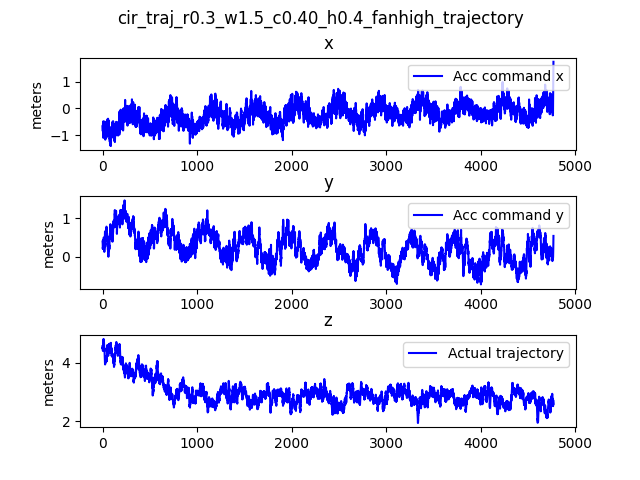 cir_traj_r0.3_w1.5_c0.40_h0.4_fanhigh_trajectory
x
Acc command x
meters
1
0
−1
0 1000 2000 3000 4000 5000
y
Acc command y
meters
1
0
0 1000 2000 3000 4000 5000
z
Actual trajectory
meters
4
2
0 1000 2000 3000 4000 5000